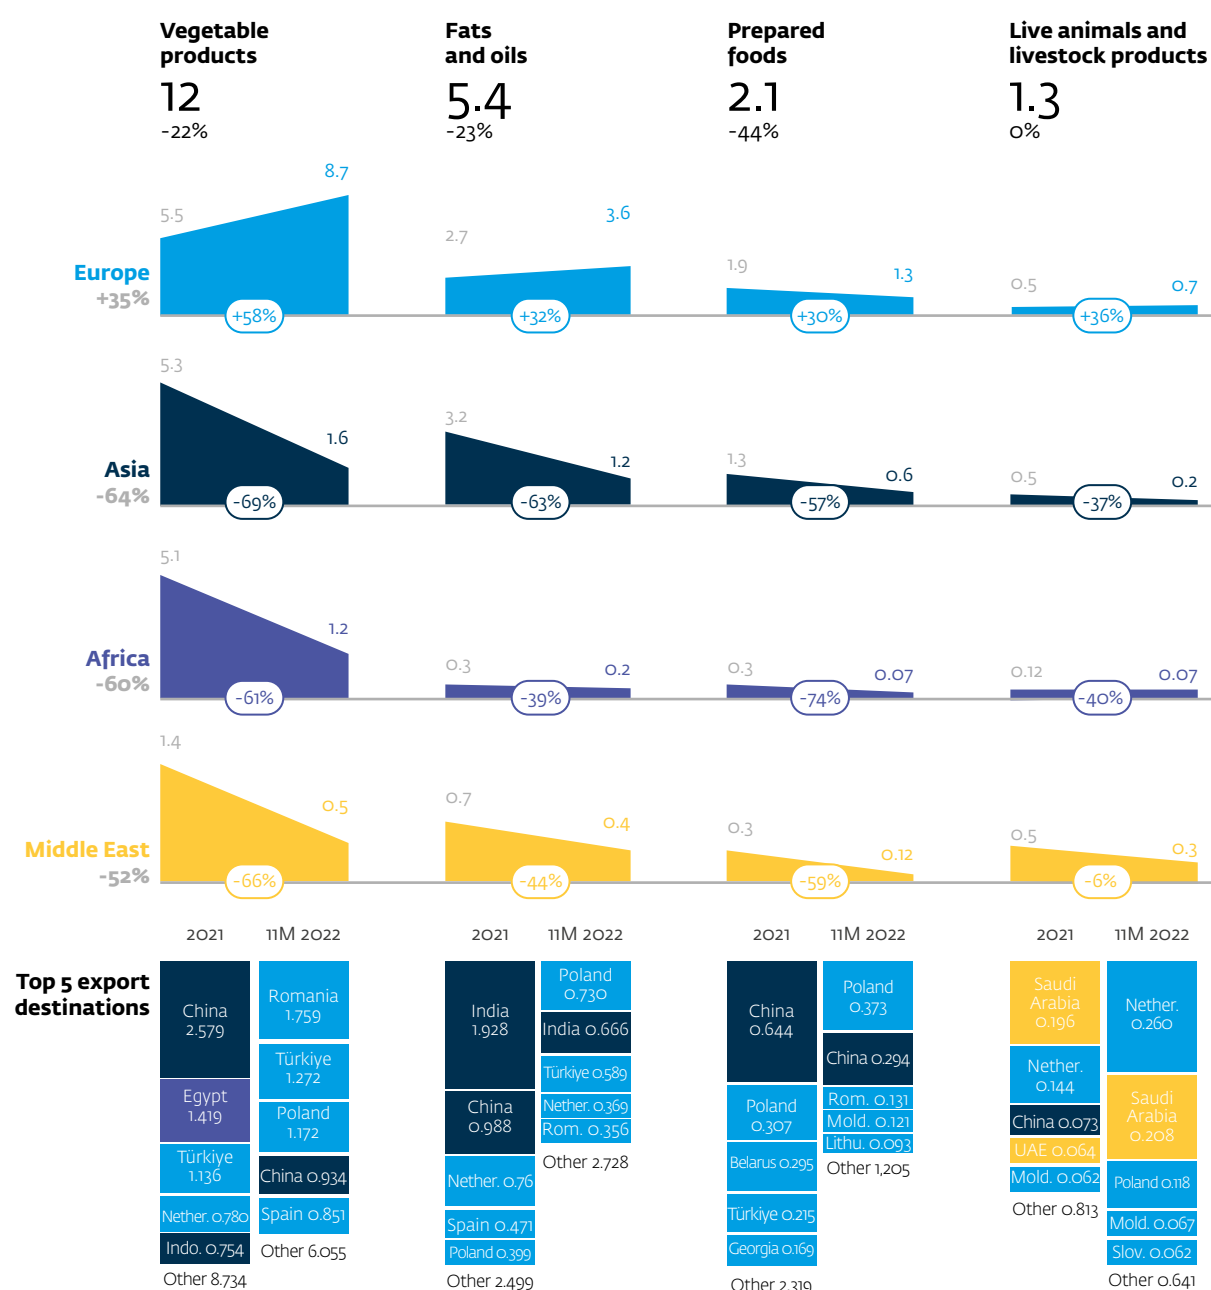 Vegetable
products
12
-22%
Fats
and oils
5.4
-23%
Prepared
foods
2.1
-44%
Live animals and
livestock products
1.3
0%
Europe
+35%
5.5
8.7
+58%
2.7
3.6
+32%
1.9
1.3
+30%
0.5
0.7
+36%
Asia
-64%
5.3
1.6
-69%
3.2
1.2
-63%
1.3
0.6
-57%
0.5
0.2
-37%
Africa
-60%
5.1
1.2
-61%
0.3
0.2
-39%
0.3
0.07
-74%
0.12
0.07
-40%
Middle East
-52%
1.4
0.5
-66%
0.7
0.4
-44%
0.3
0.12
-59%
0.5
0.3
-6%
2021 11M 2022
2021 11M 2022
2021 11M 2022
2021 11M 2022
Top 5 export
destinations
China
2.579
Egypt
1.419
Türkiye
1.136
Nether. 0.780
Indo. 0.754
Other 8.734
Romania
1.759
Türkiye
1.272
Poland
1.172
China 0.934
Spain 0.851
Other 6.055
India
1.928
China
0.988
Nether. 0.76
Spain 0.471
Poland 0.399
Other 2.499
Poland
0.730
India 0.666
Türkiye 0.589
Nether. 0.369
Rom. 0.356
Other 2.728
China
0.644
Poland
0.307
Belarus 0.295
Türkiye 0.215
Georgia 0.169
Other 2.319
Poland
0.373
China 0.294
Rom. 0.131
Mold. 0.121
Lithu. 0.093
Other 1,205
Saudi
Arabia
0.196
Nether.
0.144
China 0.073
UAE 0.064
Mold. 0.062
Other 0.813
Nether.
0.260
Saudi
Arabia
0.208
Poland 0.118
Mold. 0.067
Slov. 0.062
Other 0.641